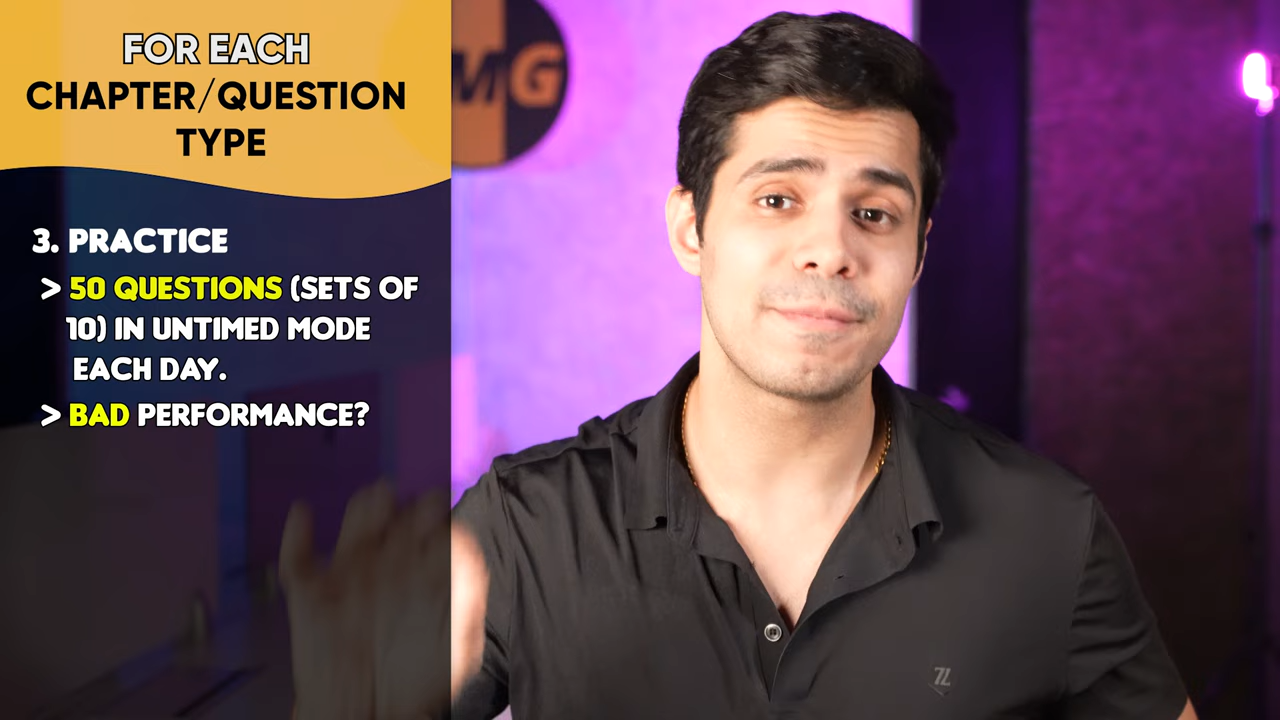 FOR EACH
CHAPTER/QUESTION
TYPE
MG
3. PRACTICE
> 50 QUESTIONS (SETS OF
10) IN UNTIMED MODE
EACH DAY.
> BAD PERFORMANCE?